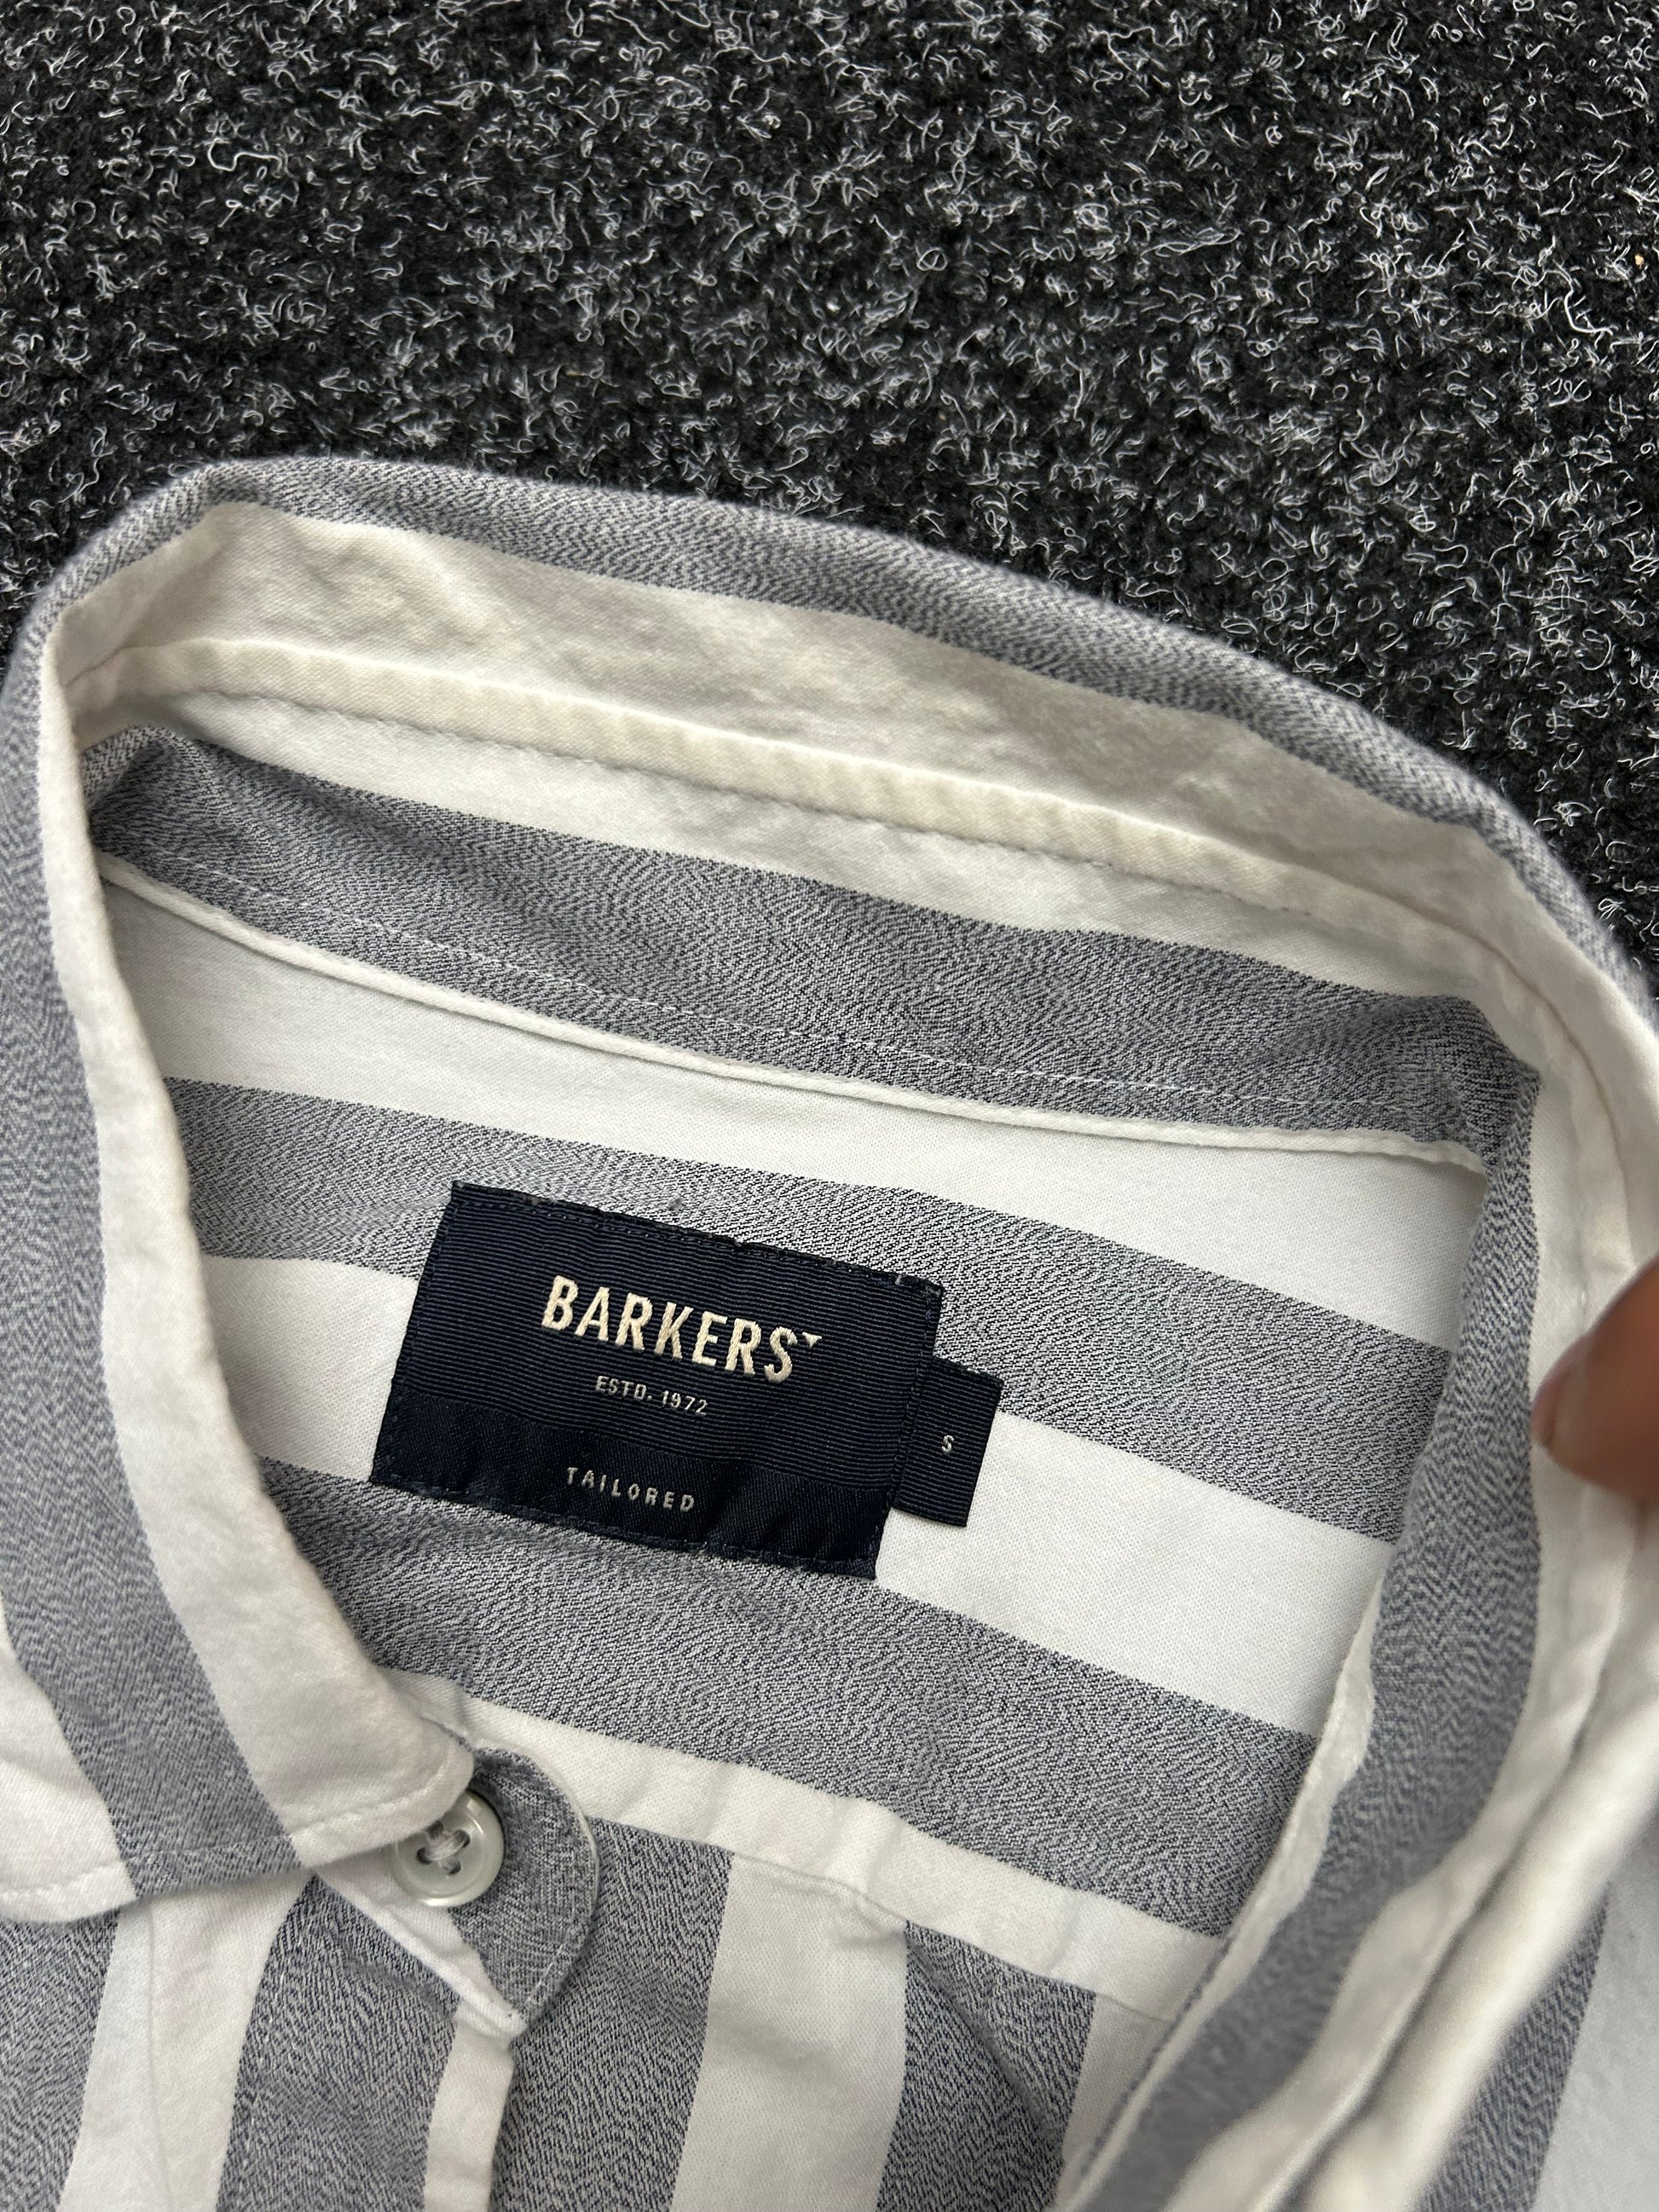 BARKERS
ESTD. 1972
TAILORED
S